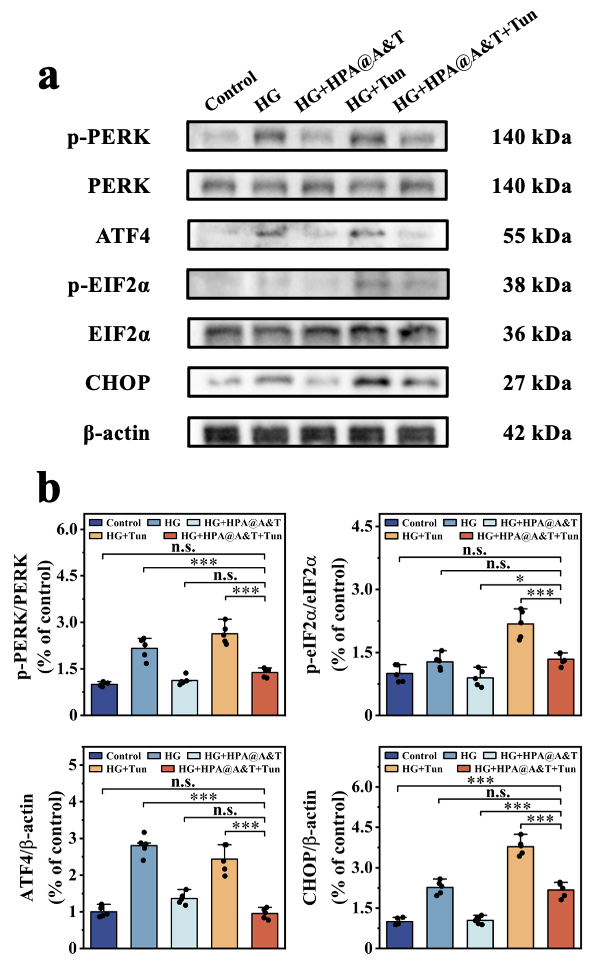 a
Control
HG
HG+HPA@A&T
HG+Tun
HG+HPA@A&T+Tun
p-PERK 140 kDa
PERK 140 kDa
ATF4 55 kDa
p-EIF2α 38 kDa
EIF2α 36 kDa
CHOP 27 kDa
β-actin 42 kDa
b
p-PERK/PERK
(% of control)
6.0
4.5
3.0
1.5
0
Control HG HG+HPA@A&T
HG+Tun HG+HPA@A&T+Tun
n.s.
***
n.s.
***
p-eIF2α/eIF2α
(% of control)
4.5
3.0
1.5
0
Control HG HG+HPA@A&T
HG+Tun HG+HPA@A&T+Tun
n.s.
n.s.
*
***
ATF4/β-actin
(% of control)
5
4
3
2
1
0
Control HG HG+HPA@A&T
HG+Tun HG+HPA@A&T+Tun
n.s.
***
n.s.
***
CHOP/β-actin
(% of control)
6.0
4.5
3.0
1.5
0
Control HG HG+HPA@A&T
HG+Tun HG+HPA@A&T+Tun
***
n.s.
***
***